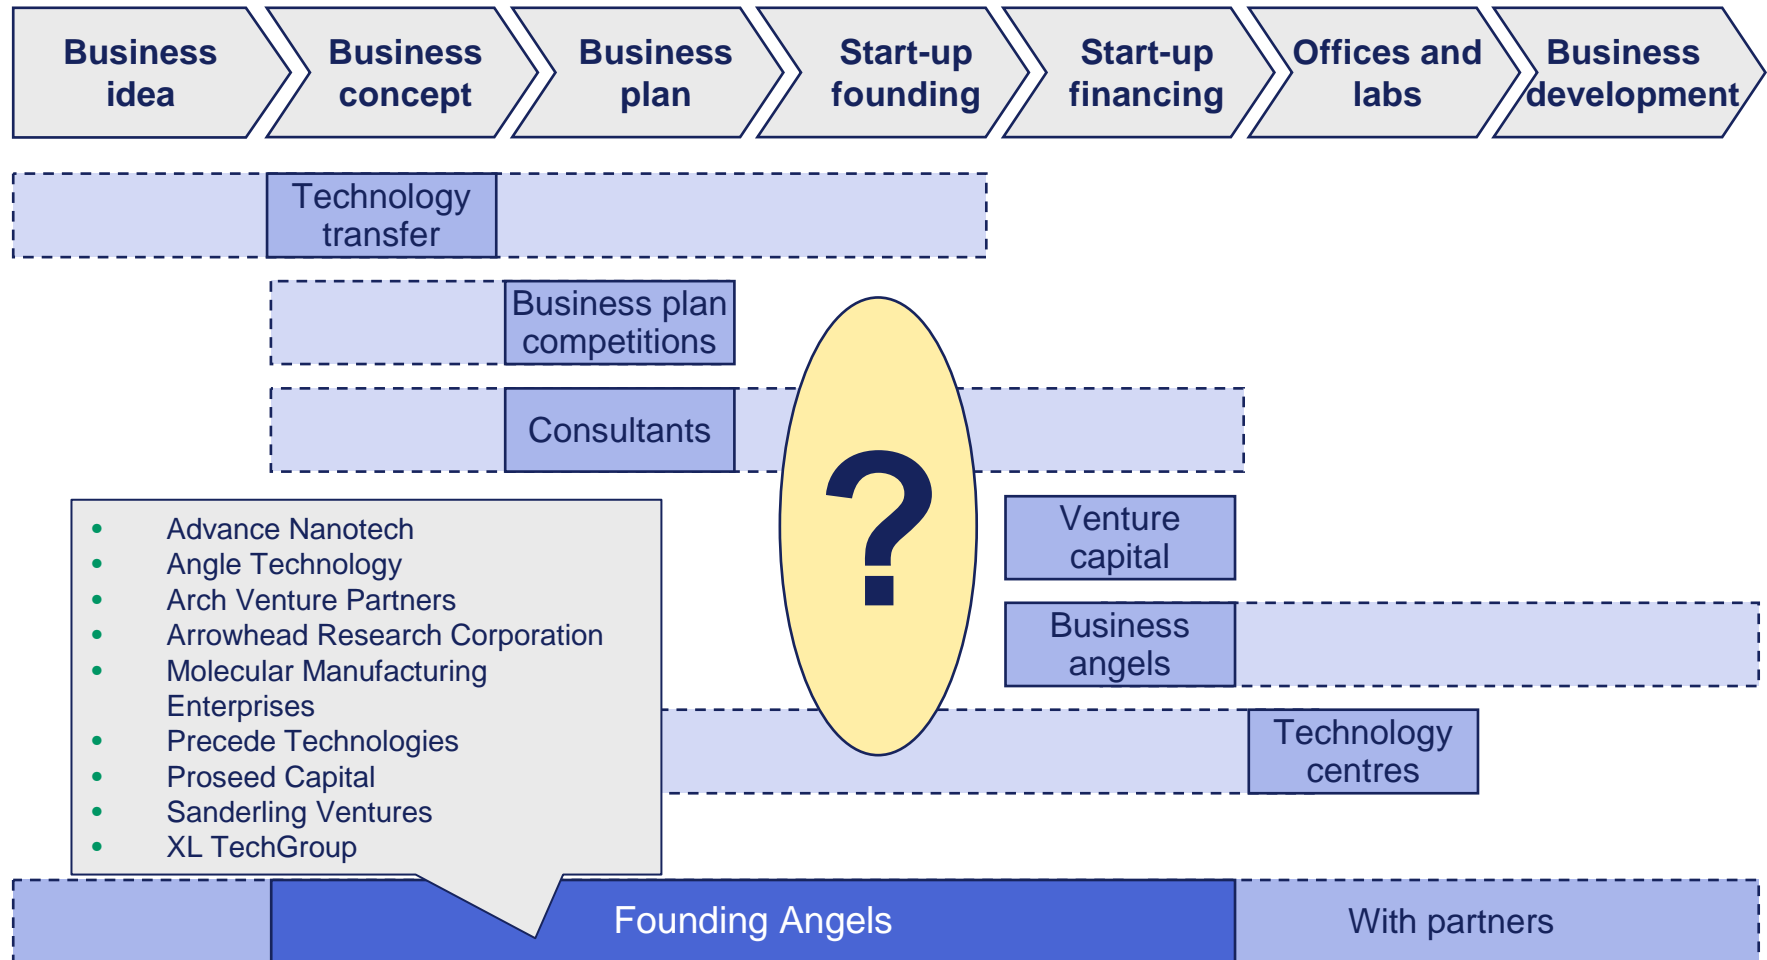 Business
idea
Business
concept
Business
plan
Start-up
founding
Start-up
financing
Offices and
labs
Business
development
Technology
transfer
Business plan
competitions
Consultants
?
Venture
capital
Business
angels
Technology
centres
• Advance Nanotech
• Angle Technology
• Arch Venture Partners
• Arrowhead Research Corporation
• Molecular Manufacturing
Enterprises
• Precede Technologies
• Proseed Capital
• Sanderling Ventures
• XL TechGroup
Founding Angels
With partners